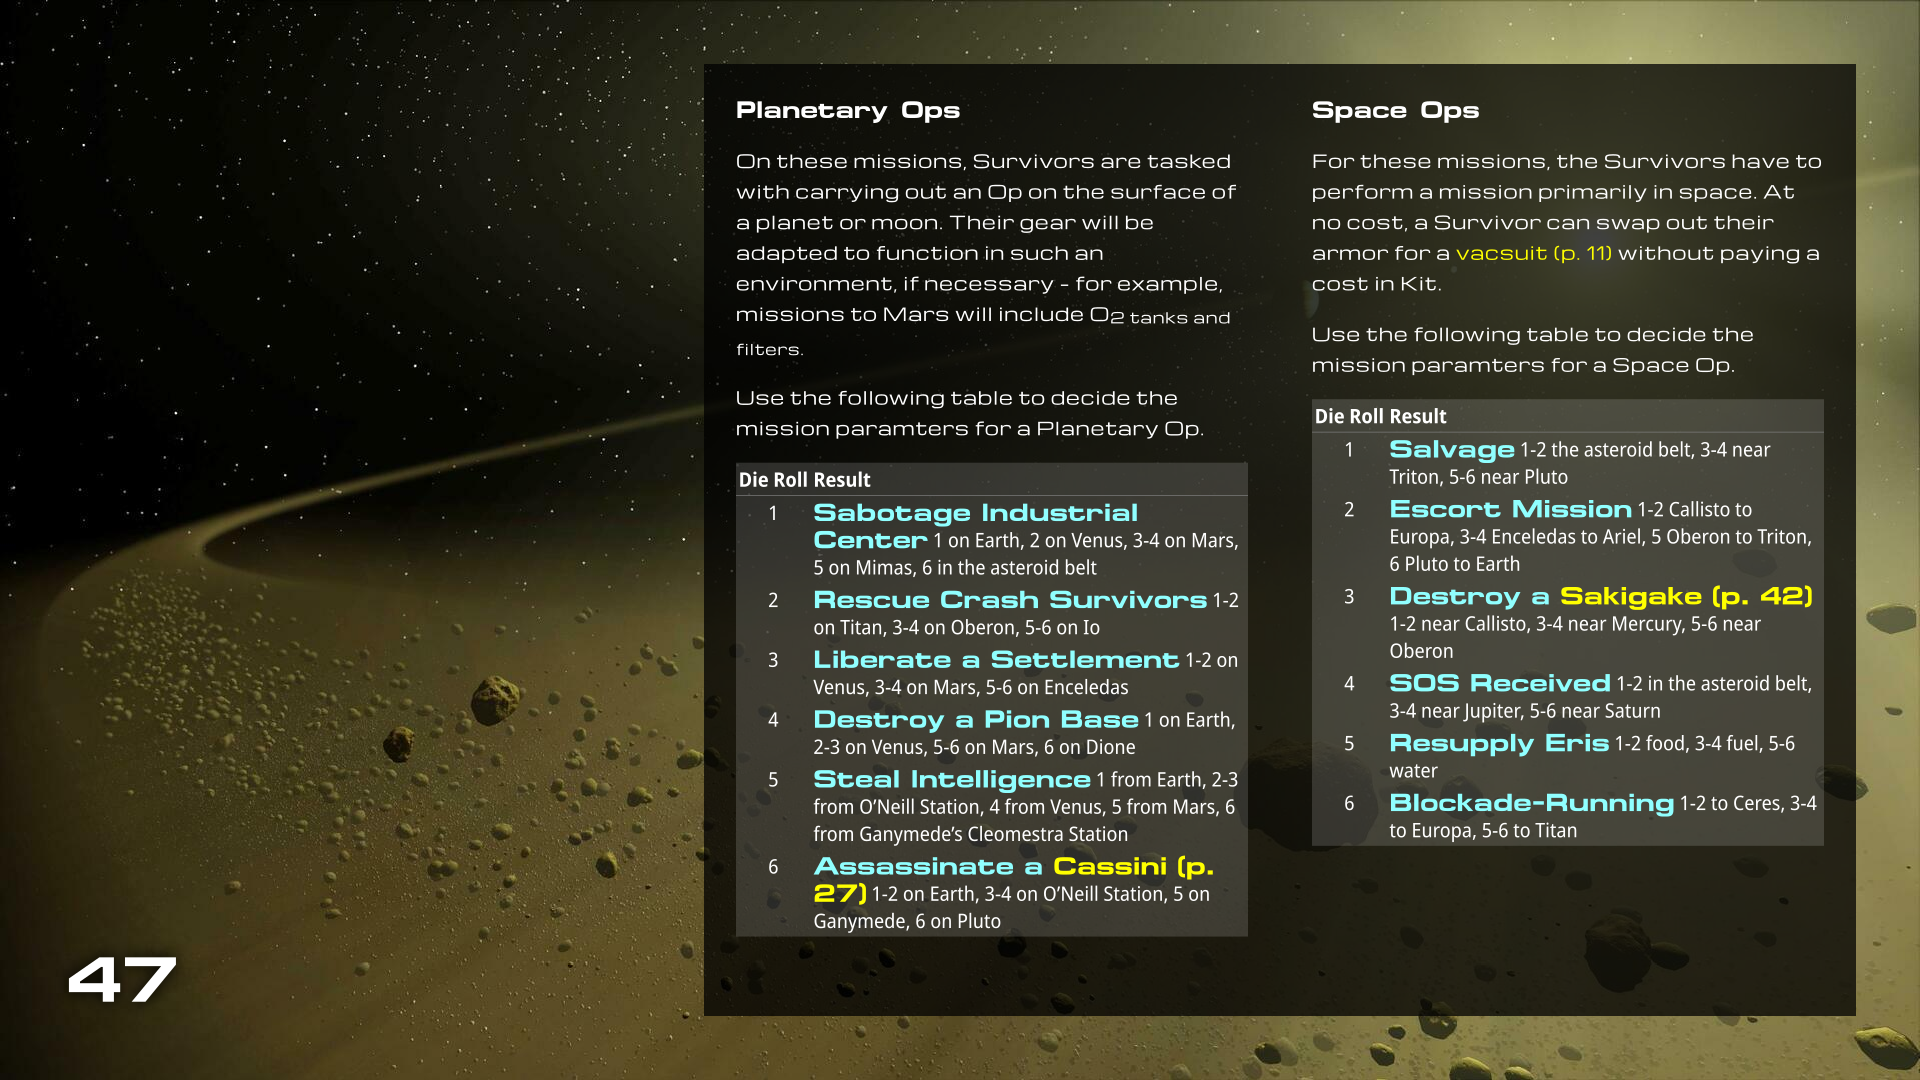 Planetary Ops
On these missions, Survivors are tasked
with carrying out an Op on the surface of
a planet or moon. Their gear will be
adapted to function in such an
environment, if necessary - for example,
missions to Mars will include O2 tanks and
filters.
Use the following table to decide the
mission paramters for a Planetary Op.
Die Roll Result
1 Sabotage Industrial
Center 1 on Earth, 2 on Venus, 3-4 on Mars,
5 on Mimas, 6 in the asteroid belt
2 Rescue Crash Survivors 1-2
on Titan, 3-4 on Oberon, 5-6 on Io
3 Liberate a Settlement 1-2 on
Venus, 3-4 on Mars, 5-6 on Enceledas
4 Destroy a Pion Base 1 on Earth,
2-3 on Venus, 5-6 on Mars, 6 on Dione
5 Steal Intelligence 1 from Earth, 2-3
from O'Neill Station, 4 from Venus, 5 from Mars, 6
from Ganymede's Cleomestra Station
6 Assassinate a Cassini (p.
27) 1-2 on Earth, 3-4 on O'Neill Station, 5 on
Ganymede, 6 on Pluto
Space Ops
For these missions, the Survivors have to
perform a mission primarily in space. At
no cost, a Survivor can swap out their
armor for a vacsuit (p. 11) without paying a
cost in Kit.
Use the following table to decide the
mission paramters for a Space Op.
Die Roll Result
1 Salvage 1-2 the asteroid belt, 3-4 near
Triton, 5-6 near Pluto
2 Escort Mission 1-2 Callisto to
Europa, 3-4 Enceledas to Ariel, 5 Oberon to Triton,
6 Pluto to Earth
3 Destroy a Sakigake (p. 42)
1-2 near Callisto, 3-4 near Mercury, 5-6 near
Oberon
4 SOS Received 1-2 in the asteroid belt,
3-4 near Jupiter, 5-6 near Saturn
5 Resupply Eris 1-2 food, 3-4 fuel, 5-6
water
6 Blockade-Running 1-2 to Ceres, 3-4
to Europa, 5-6 to Titan
47